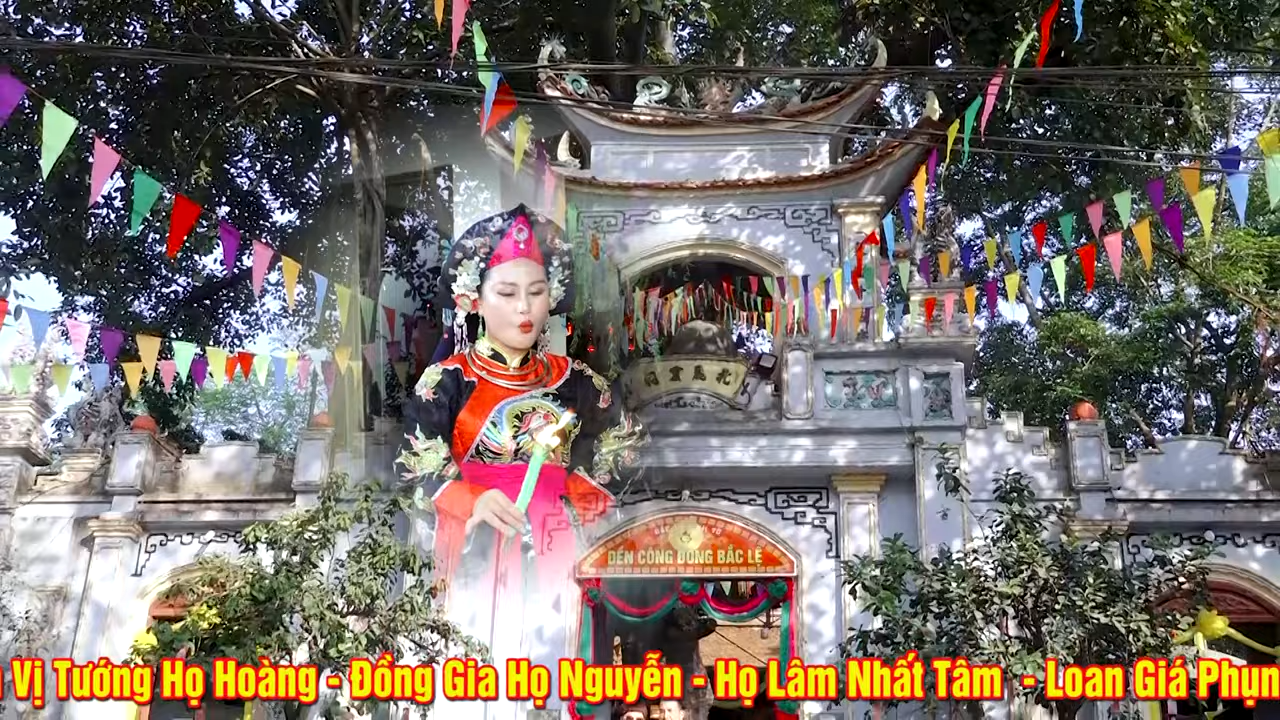 ĐỀN CÔNG ĐỒNG BẮC LỆ
Vị Tướng Họ Hoàng - Đồng Gia Họ Nguyễn - Họ Lâm Nhất Tâm - Loan Giá Phụn